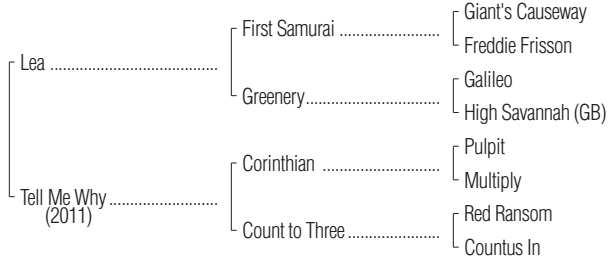 Giant's Causeway
First Samurai ....................
Freddie Frisson
Lea ..................................
Galileo
Greenery...........................
High Savannah (GB)
Pulpit
Corinthian ........................
Multiply
Tell Me Why ......................
(2011)
Red Ransom
Count to Three ...................
Countus In